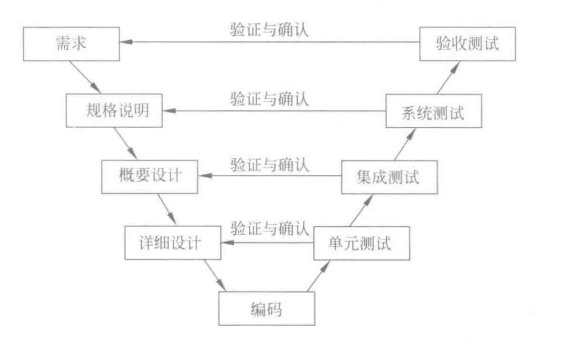 需求
验证与确认
验收测试
规格说明
验证与确认
系统测试
概要设计
验证与确认
集成测试
详细设计
验证与确认
单元测试
编码